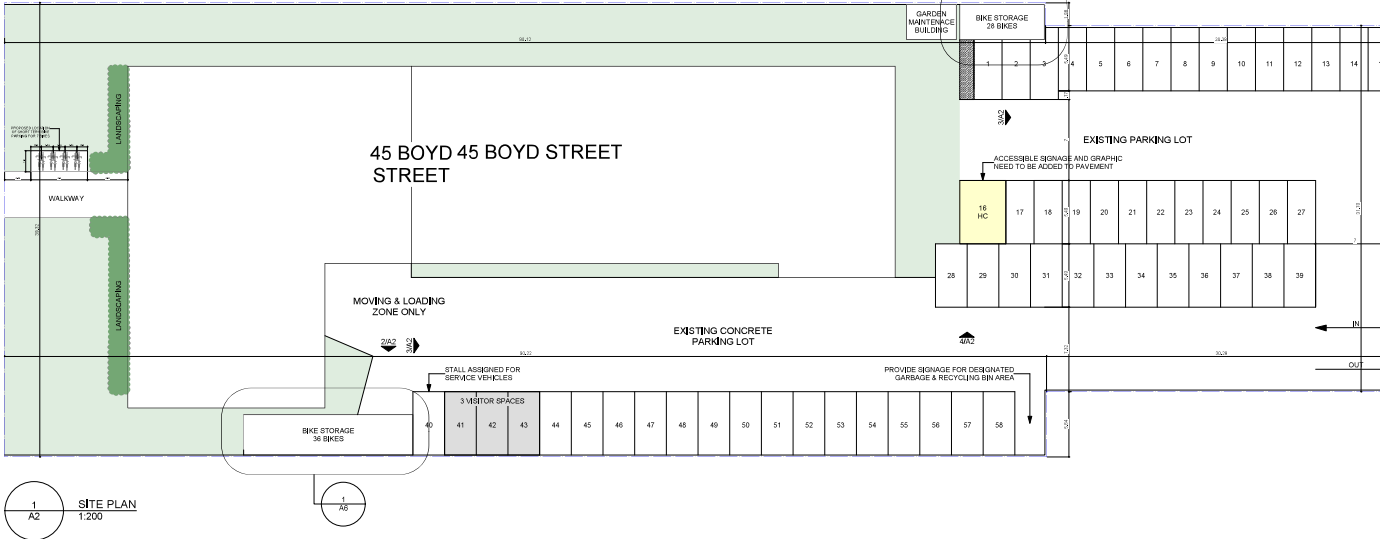 GARDEN
MAINTENACE
BUILDING
BIKE STORAGE
28 BIKES
1 2 3 4 5 6 7 8 9 10 11 12 13 14
LANDSCAPING
3/A2
EXISTING PARKING LOT
45 BOYD
STREET
45 BOYD STREET
ACCESSIBLE SIGNAGE AND GRAPHIC
NEED TO BE ADDED TO PAVEMENT
WALKWAY
16
HC
17 18 19 20 21 22 23 24 25 26 27
28 29 30 31 32 33 34 35 36 37 38 39
LANDSCAPING
MOVING & LOADING
ZONE ONLY
2/A2
3/A2
EXISTING CONCRETE
PARKING LOT
4/A2
IN
OUT
STALL ASSIGNED FOR
SERVICE VEHICLES
PROVIDE SIGNAGE FOR DESIGNATED
GARBAGE & RECYCLING BIN AREA
3 VISITOR SPACES
BIKE STORAGE
36 BIKES
40 41 42 43 44 45 46 47 48 49 50 51 52 53 54 55 56 57 58
1
A2
SITE PLAN
1:200
1
A6